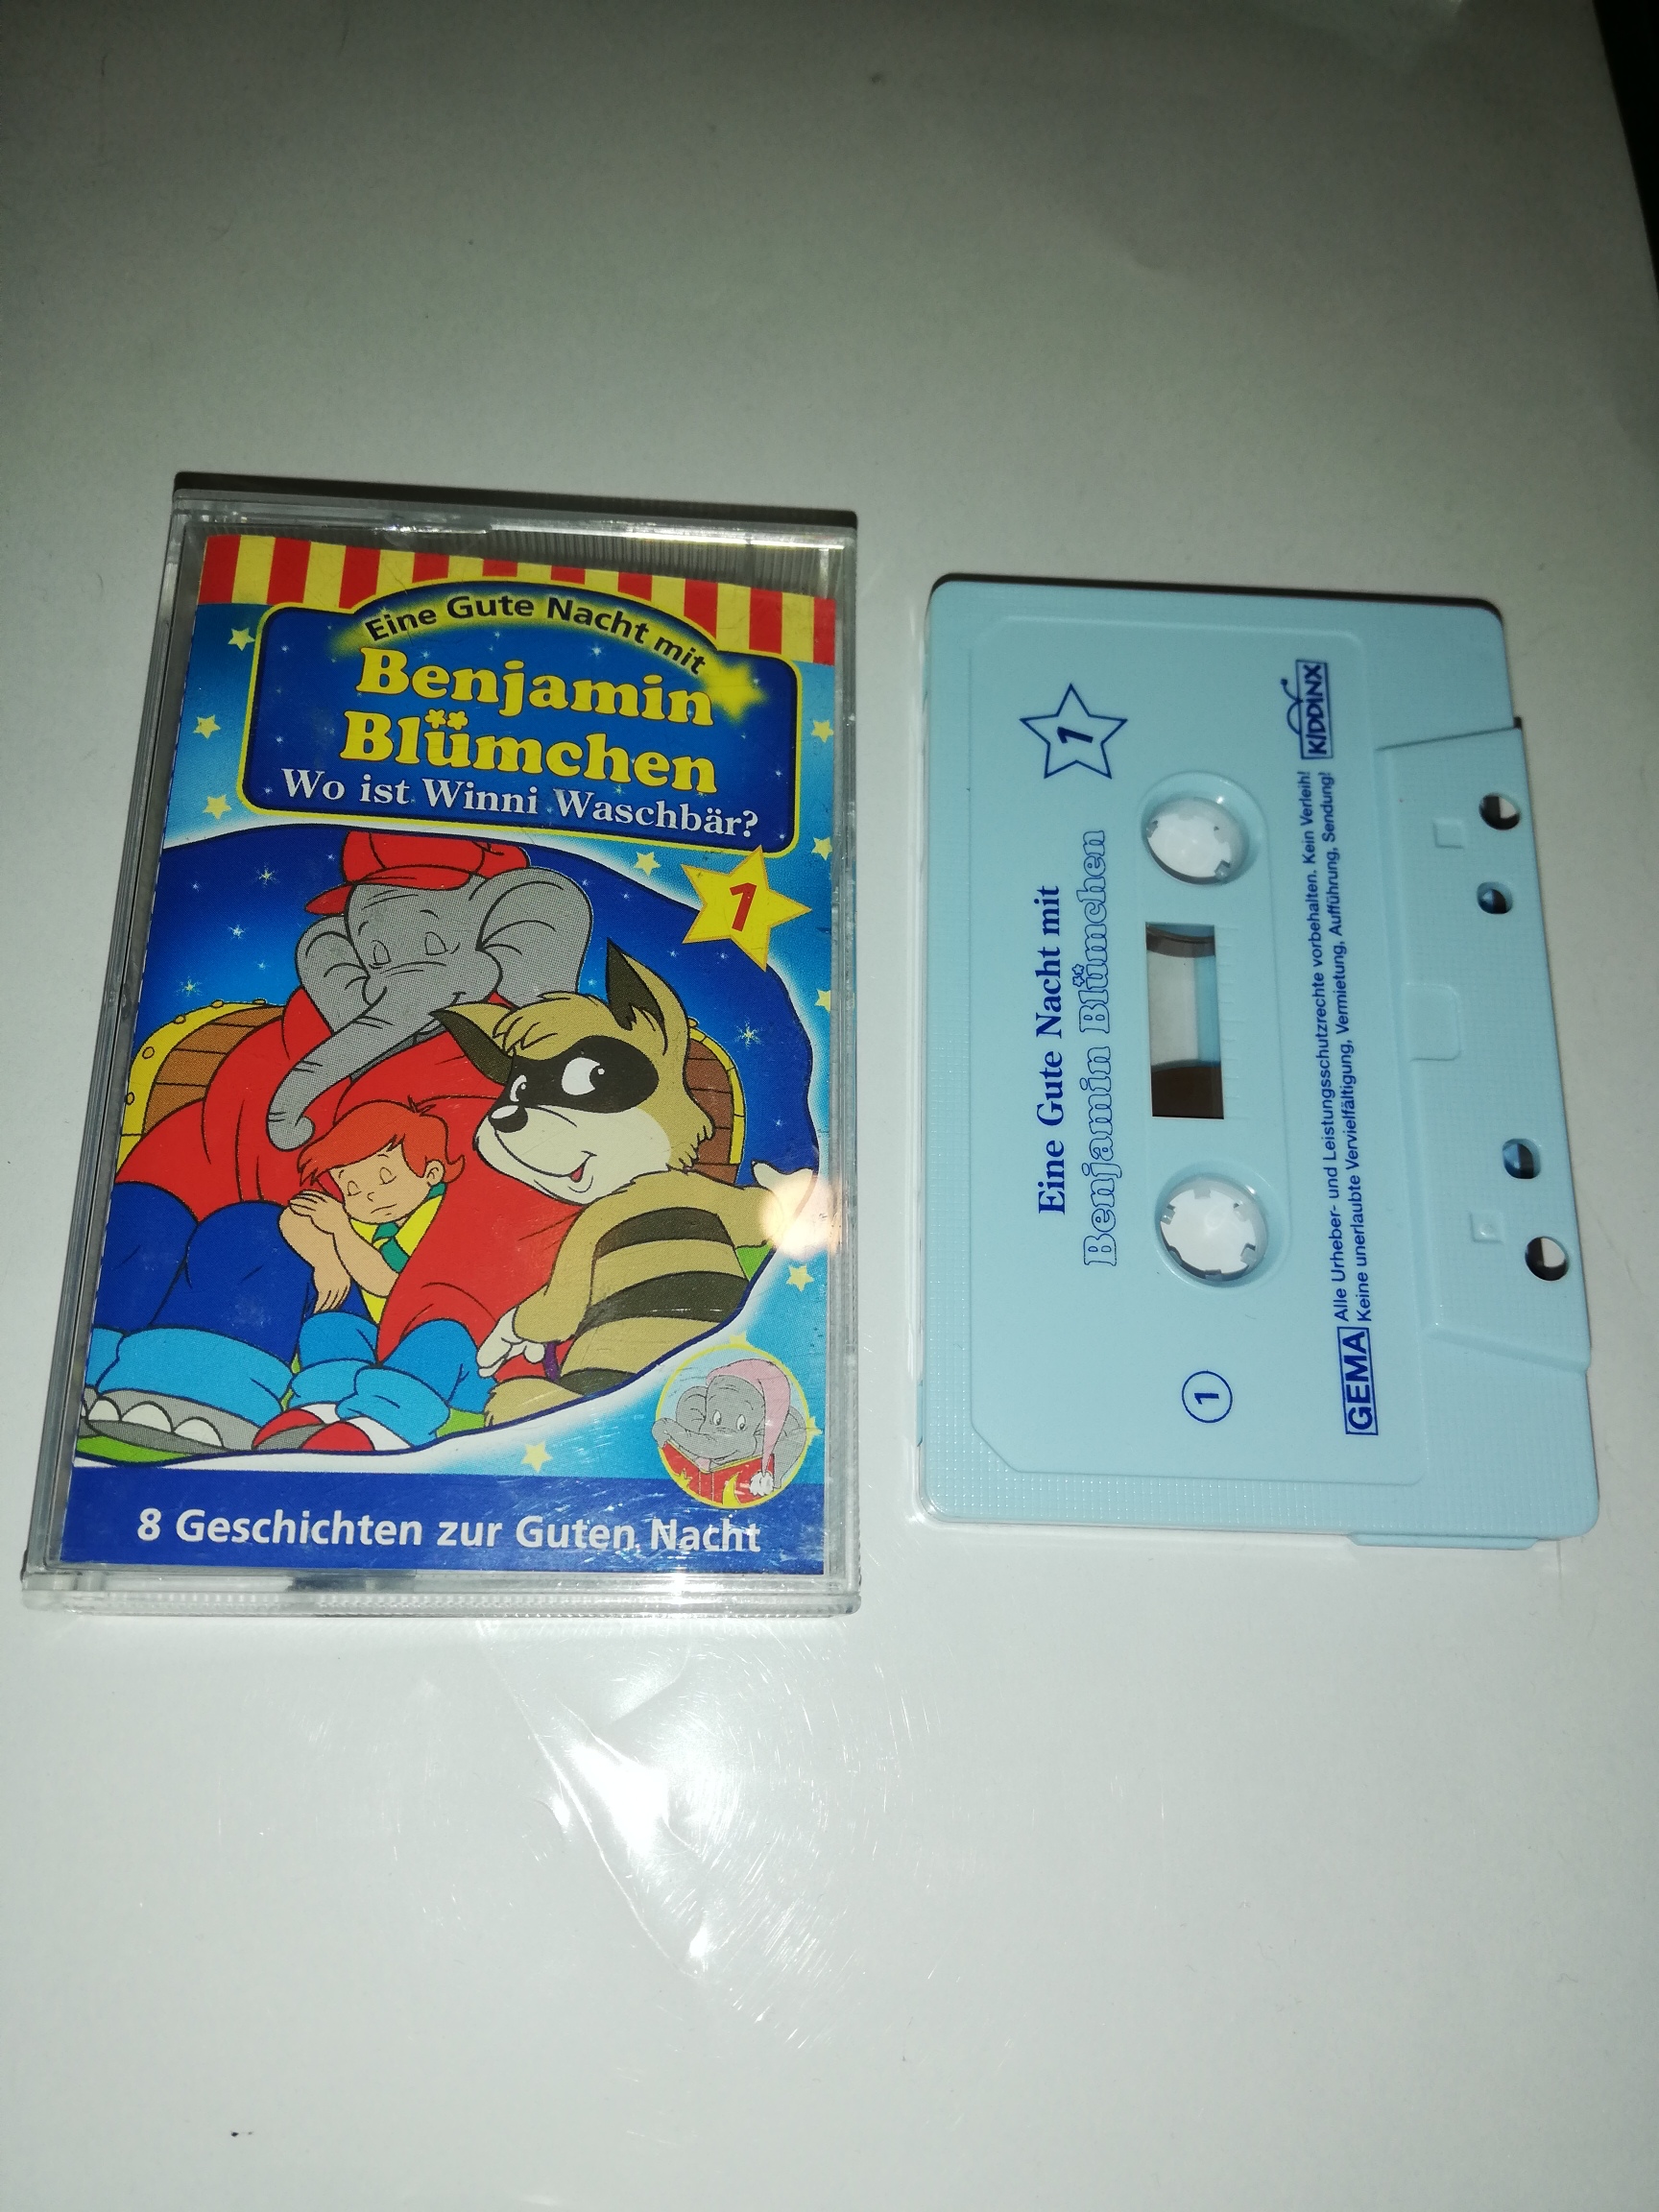 Eine Gute Nacht mit
Benjamin
Blümchen
Wo ist Winni Waschbär?
1
8 Geschichten zur Guten Nacht
1
Eine Gute Nacht mit
Benjamin Blümchen
1
KIDDINX
GEMA
Alle Urheber- und Leistungsschutzrechte vorbehalten. Kein Verleih!
Keine unerlaubte Vervielfältigung, Vermietung, Aufführung, Sendung!